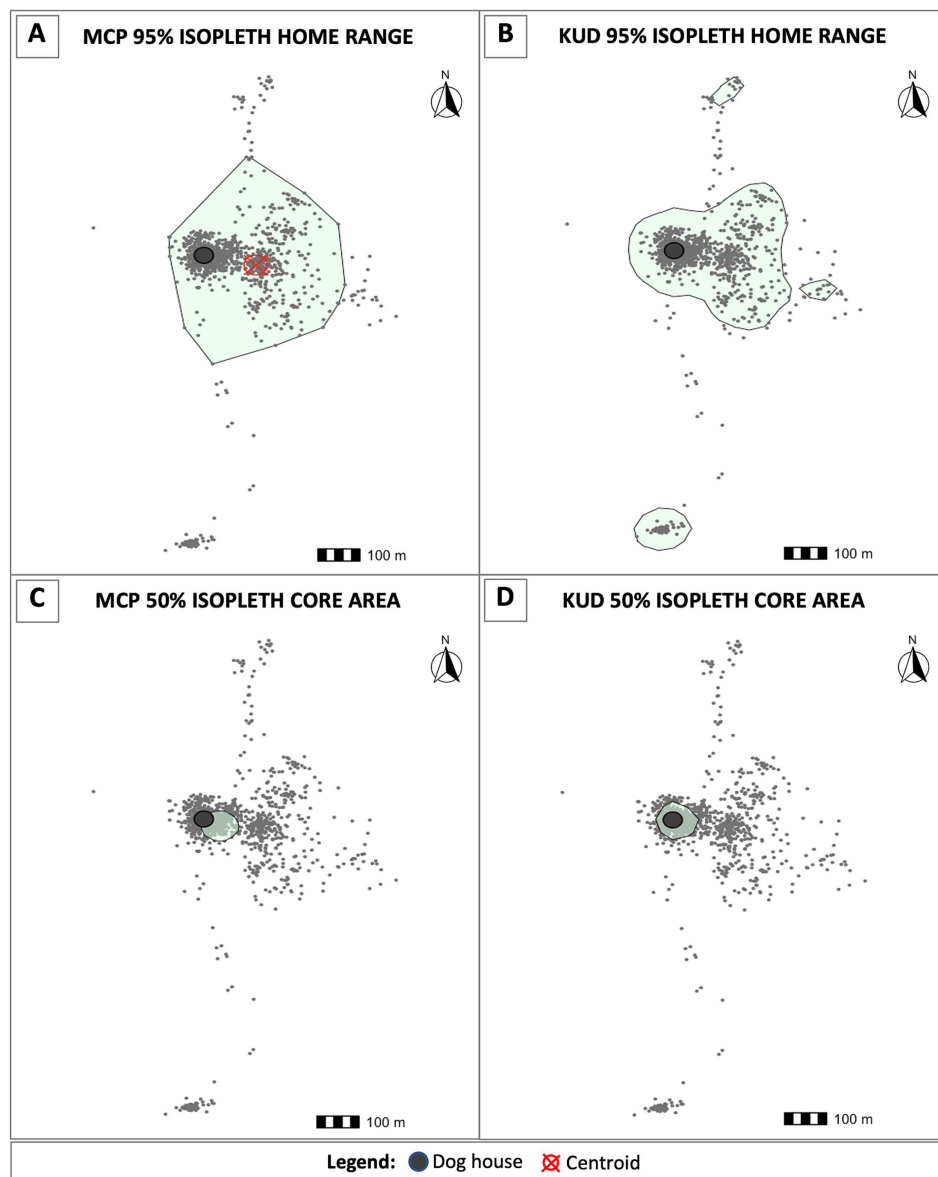 A MCP 95% ISOPLETH HOME RANGE
N
100 m
B KUD 95% ISOPLETH HOME RANGE
N
100 m
C MCP 50% ISOPLETH CORE AREA
N
100 m
D KUD 50% ISOPLETH CORE AREA
N
100 m
Legend: Dog house Centroid